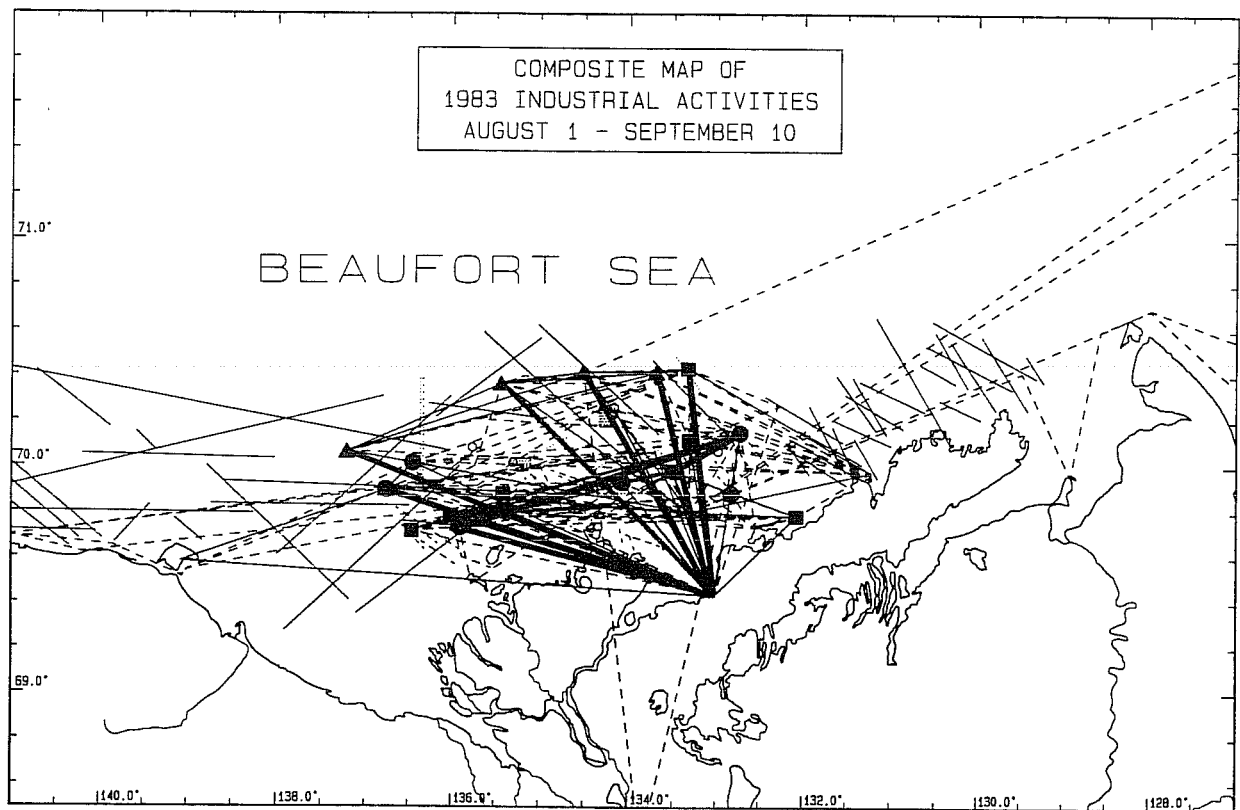 COMPOSITE MAP OF
1983 INDUSTRIAL ACTIVITIES
AUGUST 1 - SEPTEMBER 10
71.0°
BEAUFORT SEA
70.0°
69.0°
140.0° 138.0° 136.0° 134.0° 132.0° 130.0° 128.0°